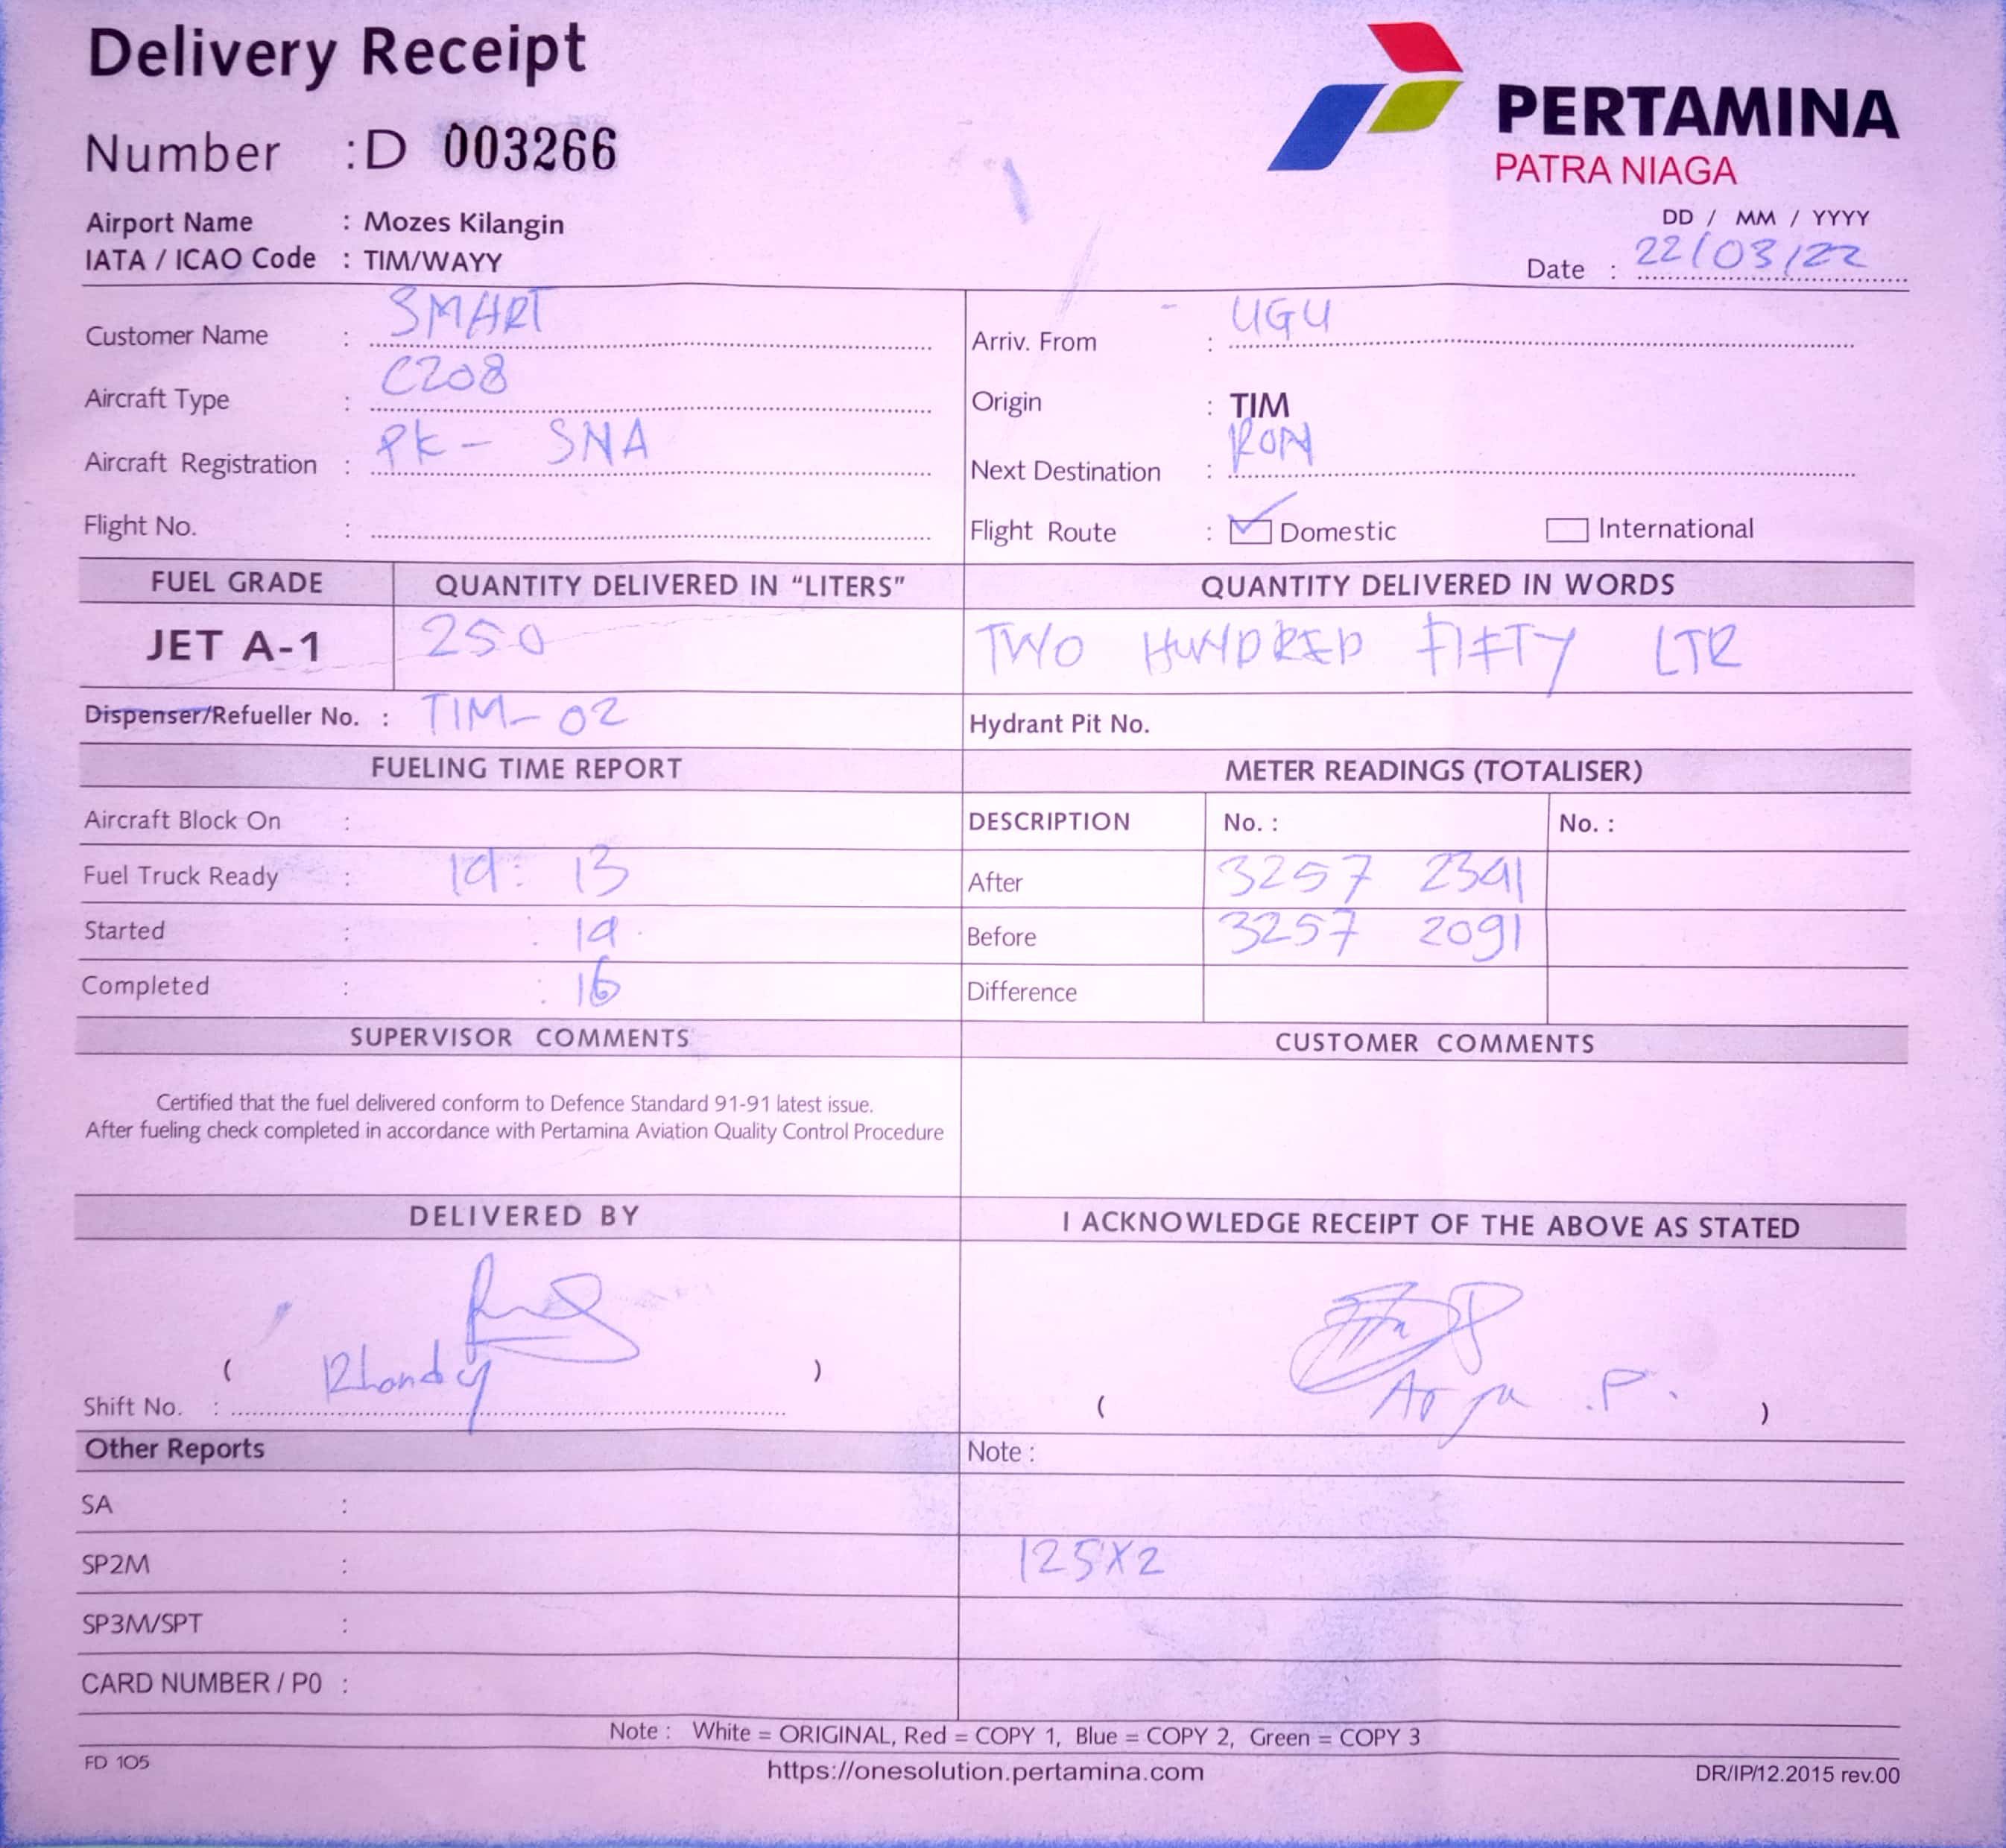 Delivery Receipt
Number :D 003266
PERTAMINA
PATRA NIAGA
Airport Name : Mozes Kilangin
IATA / ICAO Code : TIM/WAYY
DD / MM / YYYY
Date : 22/03/22
Customer Name : SMART
Arriv. From : UGU
Aircraft Type : C208
Origin : TIM
Aircraft Registration : PK- SNA
Next Destination : RON
Flight No. :
Flight Route : Domestic International
FUEL GRADE QUANTITY DELIVERED IN “LITERS” QUANTITY DELIVERED IN WORDS
JET A-1 250 TWO HUNDRED FIFTY LTR
Dispenser/Refueller No. : TIM-02 Hydrant Pit No.
FUELING TIME REPORT METER READINGS (TOTALISER)
Aircraft Block On : DESCRIPTION No. : No. :
Fuel Truck Ready : 14: 13 After 3257 2341
Started : : 14 Before 3257 2091
Completed : : 16 Difference
SUPERVISOR COMMENTS CUSTOMER COMMENTS
Certified that the fuel delivered conform to Defence Standard 91-91 latest issue.
After fueling check completed in accordance with Pertamina Aviation Quality Control Procedure
DELIVERED BY I ACKNOWLEDGE RECEIPT OF THE ABOVE AS STATED
( Rhandy )
( Arya .P. )
Shift No. :
Other Reports Note :
SA :
SP2M : 125X2
SP3M/SPT :
CARD NUMBER / P0 :
Note : White = ORIGINAL, Red = COPY 1, Blue = COPY 2, Green = COPY 3
FD 105 https://onesolution.pertamina.com DR/IP/12.2015 rev.00